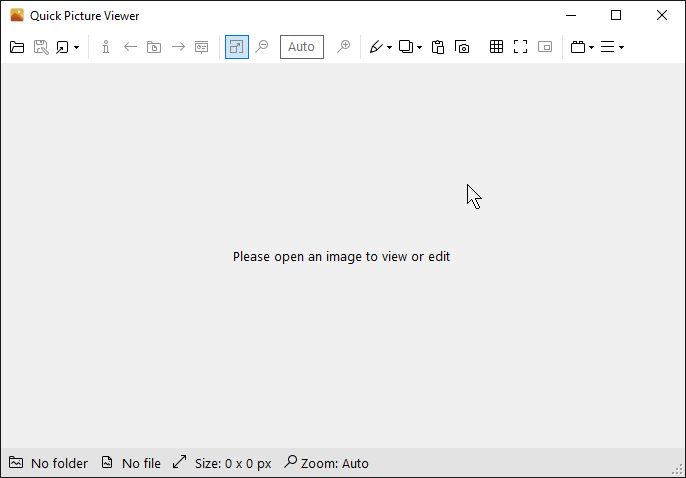 Quick Picture Viewer
Auto
Please open an image to view or edit
No folder No file Size: 0 x 0 px Zoom: Auto